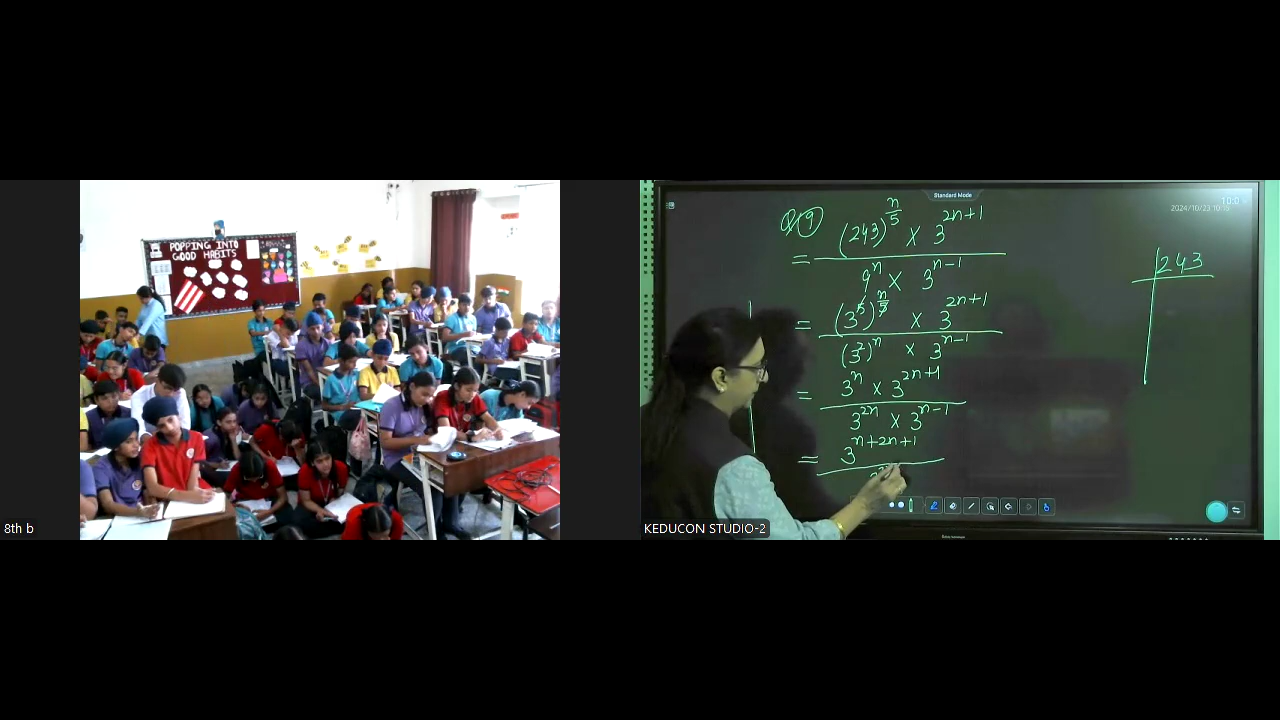 POPPING INTO
GOOD HABITS
8th b
Standard Mode
2024/10/23
Q(9)
= (243)^(n/5) × 3^(2n+1)
9^n × 3^(n-1)
= (3^5)^(n/5) × 3^(2n+1)
(3^2)^n × 3^(n-1)
= 3^n × 3^(2n+1)
3^(2n) × 3^(n-1)
= 3^(n+2n+1)
243
KEDUCON STUDIO-2